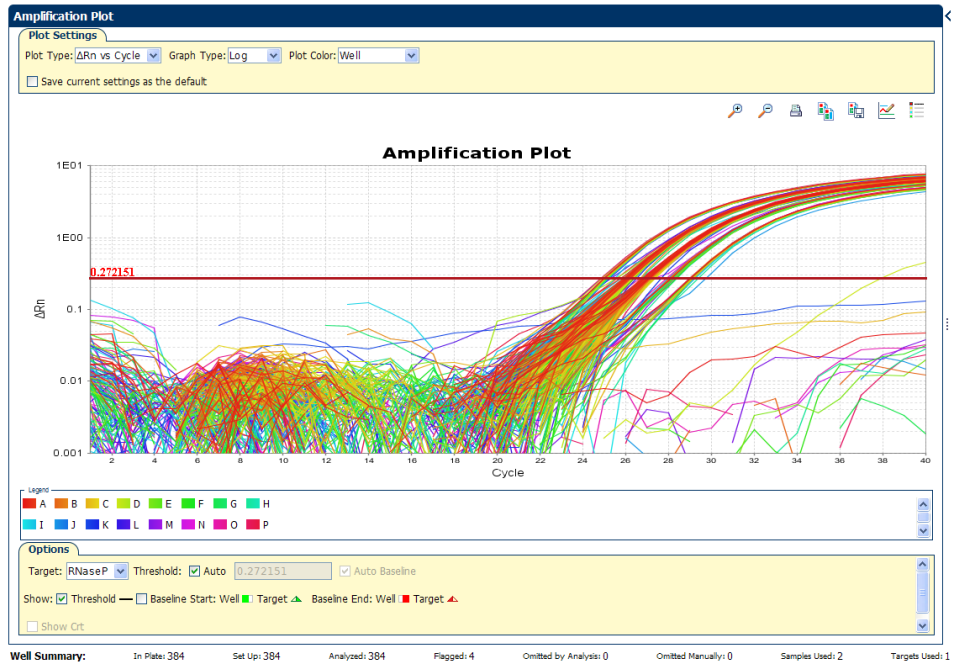 Amplification Plot
Plot Settings
Plot Type: ΔRn vs Cycle Graph Type: Log Plot Color: Well
Save current settings as the default
Amplification Plot
1E01
1E00
0.272151
0.1
0.01
0.001
ΔRn
2 4 6 8 10 12 14 16 18 20 22 24 26 28 30 32 34 36 38 40
Cycle
Legend
A B C D E F G H
I J K L M N O P
Options
Target: RNaseP Threshold: Auto 0.272151 Auto Baseline
Show: Threshold Baseline Start: Well Target Baseline End: Well Target
Show Crt
Well Summary: In Plate: 384 Set Up: 384 Analyzed: 384 Flagged: 4 Omitted by Analysis: 0 Omitted Manually: 0 Samples Used: 2 Targets Used: 1